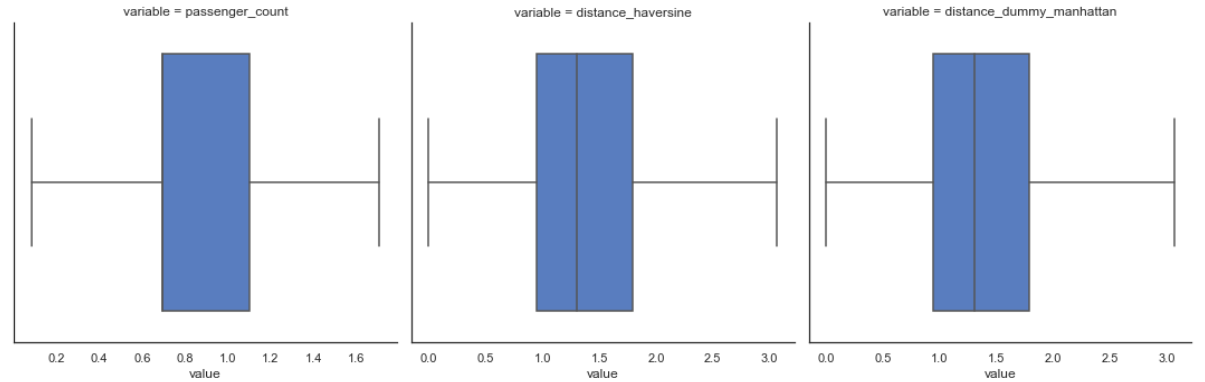 variable = passenger_count
variable = distance_haversine
variable = distance_dummy_manhattan
0.2 0.4 0.6 0.8 1.0 1.2 1.4 1.6
0.0 0.5 1.0 1.5 2.0 2.5 3.0
0.0 0.5 1.0 1.5 2.0 2.5 3.0
value
value
value